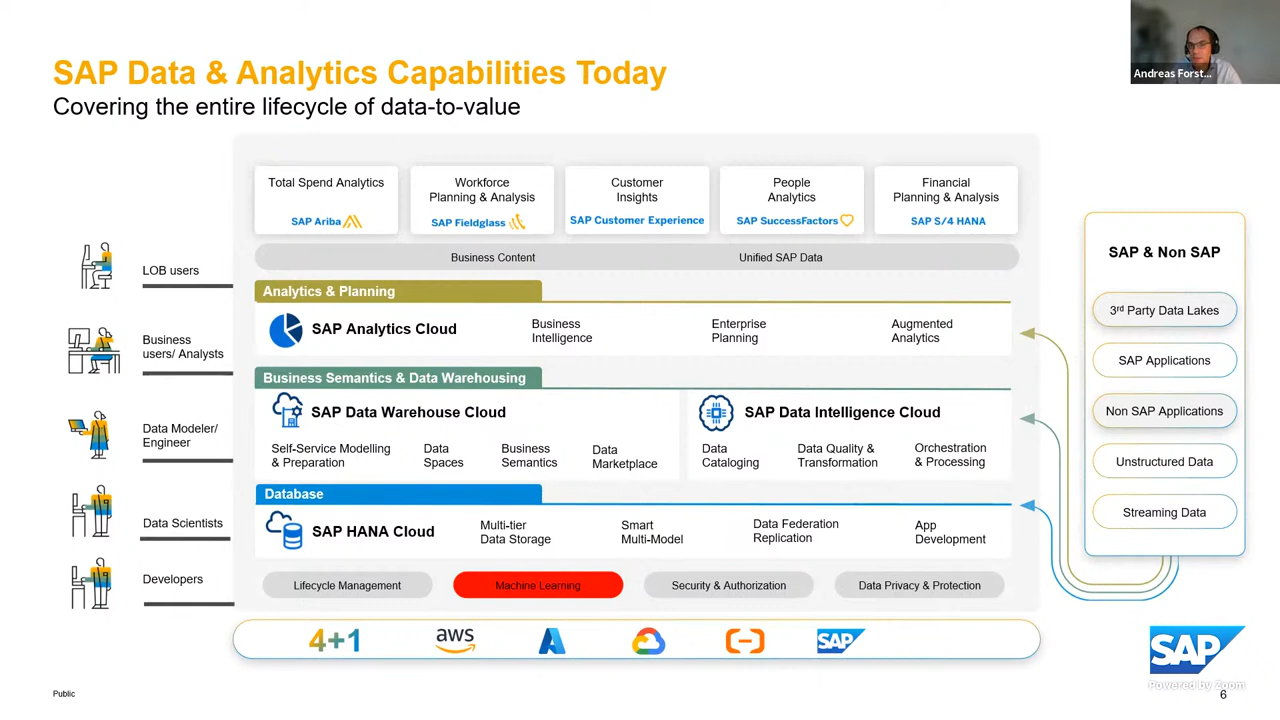 SAP Data & Analytics Capabilities Today
Covering the entire lifecycle of data-to-value
Andreas Forst...
Total Spend Analytics
SAP Ariba
Workforce
Planning & Analysis
SAP Fieldglass
Customer
Insights
SAP Customer Experience
People
Analytics
SAP SuccessFactors
Financial
Planning & Analysis
SAP S/4 HANA
Business Content
Unified SAP Data
LOB users
Business
users/ Analysts
Data Modeler/
Engineer
Data Scientists
Developers
Analytics & Planning
SAP Analytics Cloud
Business
Intelligence
Enterprise
Planning
Augmented
Analytics
Business Semantics & Data Warehousing
SAP Data Warehouse Cloud
Self-Service Modelling
& Preparation
Data
Spaces
Business
Semantics
Data
Marketplace
SAP Data Intelligence Cloud
Data
Cataloging
Data Quality &
Transformation
Orchestration
& Processing
Database
SAP HANA Cloud
Multi-tier
Data Storage
Smart
Multi-Model
Data Federation
Replication
App
Development
Lifecycle Management
Machine Learning
Security & Authorization
Data Privacy & Protection
4+1
aws
SAP
SAP & Non SAP
3rd Party Data Lakes
SAP Applications
Non SAP Applications
Unstructured Data
Streaming Data
SAP
Powered by Zoom
Public
6